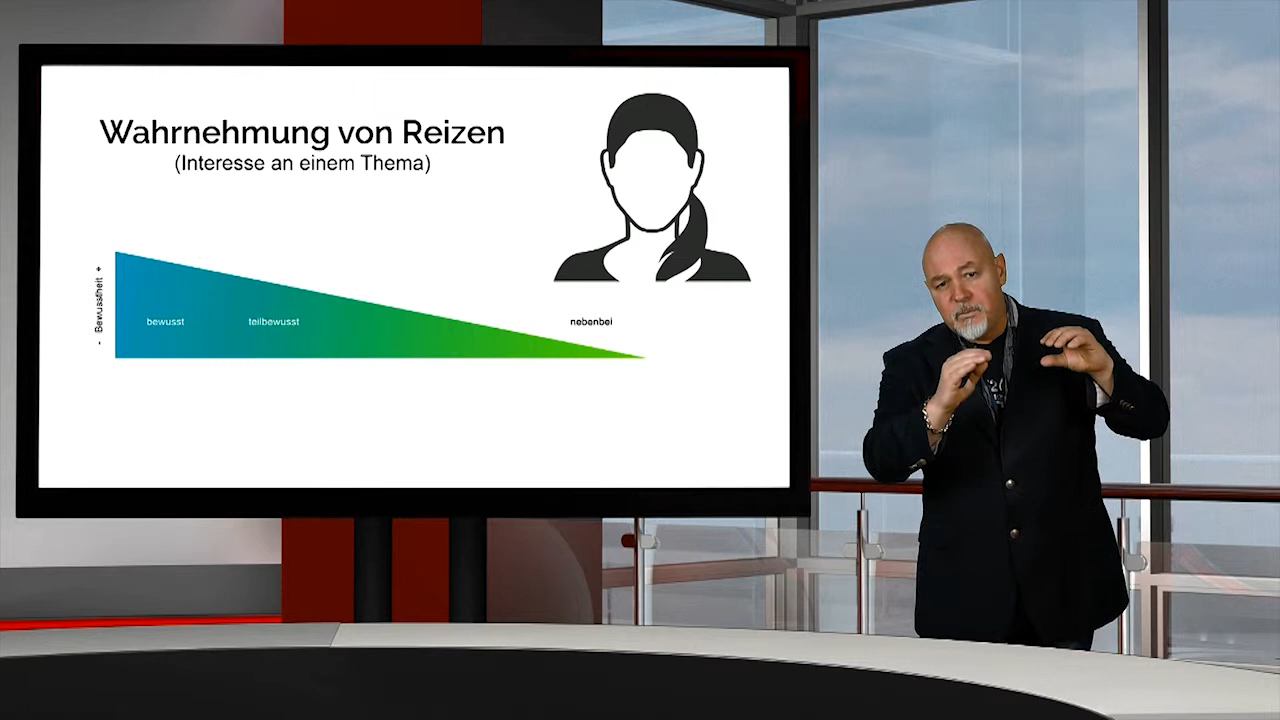 Wahrnehmung von Reizen
(Interesse an einem Thema)
- Bewusstheit +
bewusst
teilbewusst
nebenbei